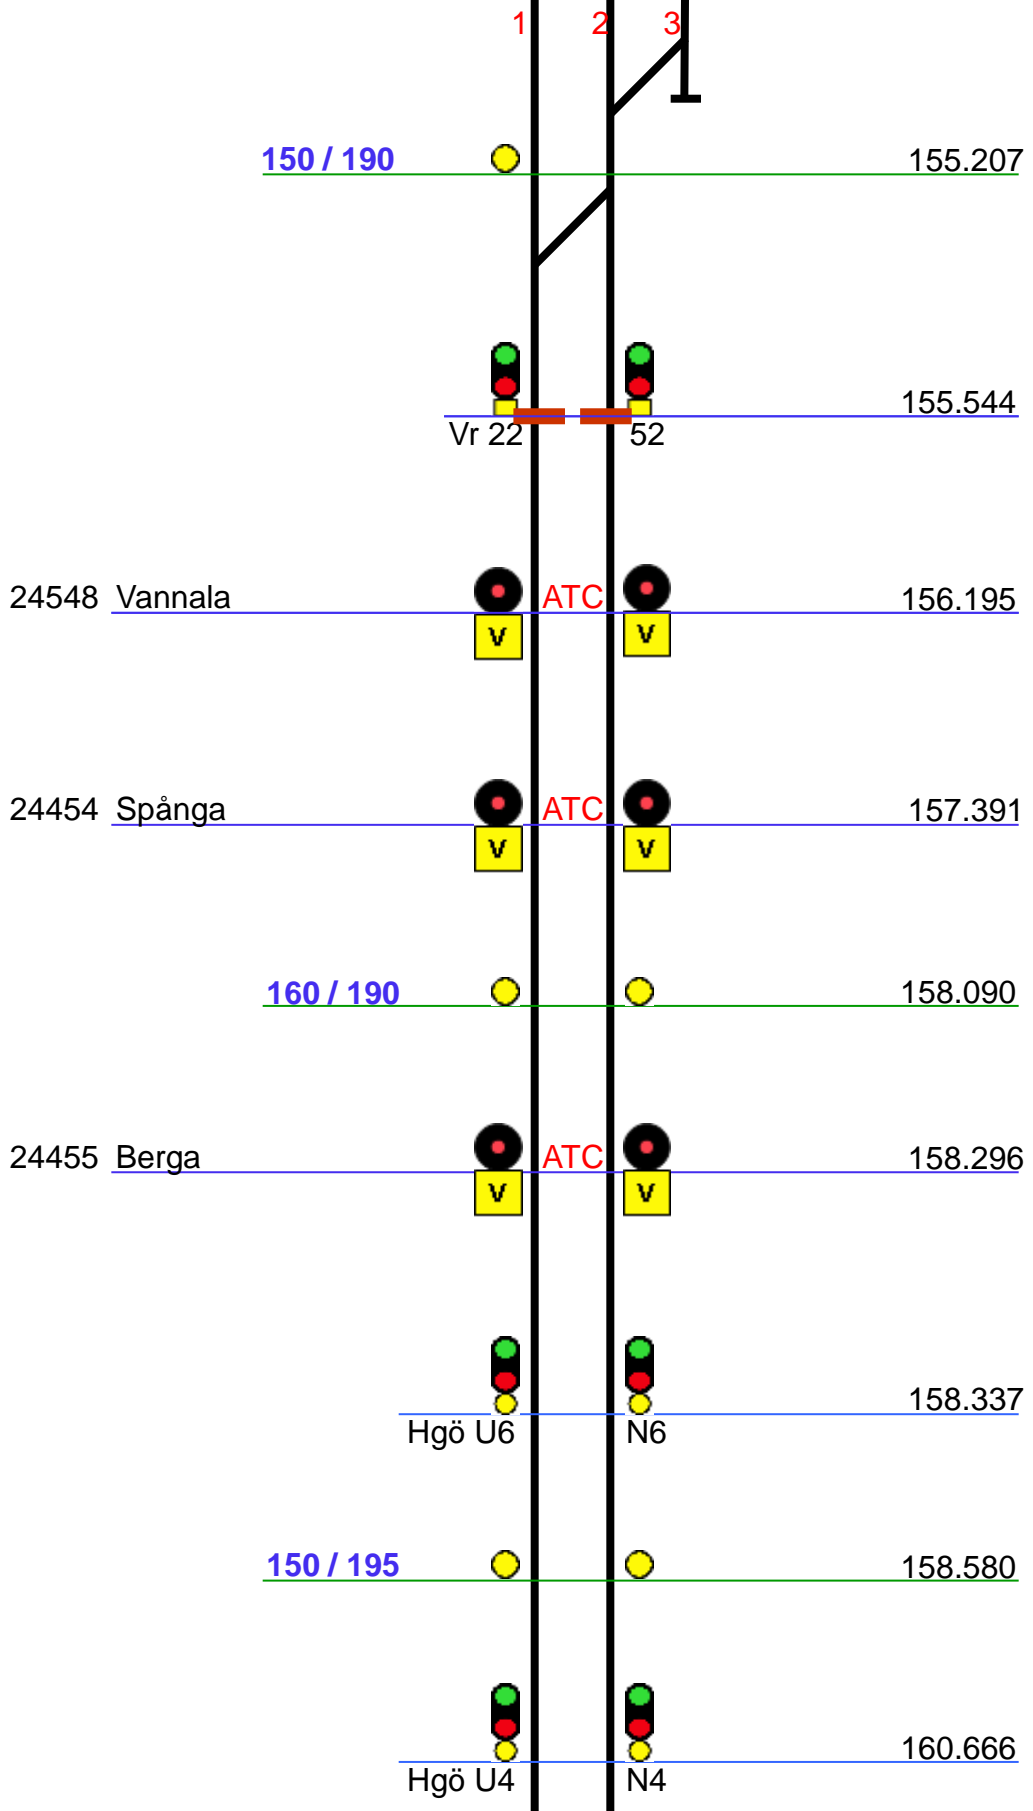 1 2 3
150 / 190 155.207
155.544
Vr 22 52
24548 Vannala ATC 156.195
V V
24454 Spånga ATC 157.391
V V
160 / 190 158.090
24455 Berga ATC 158.296
V V
158.337
Hgö U6 N6
150 / 195 158.580
160.666
Hgö U4 N4